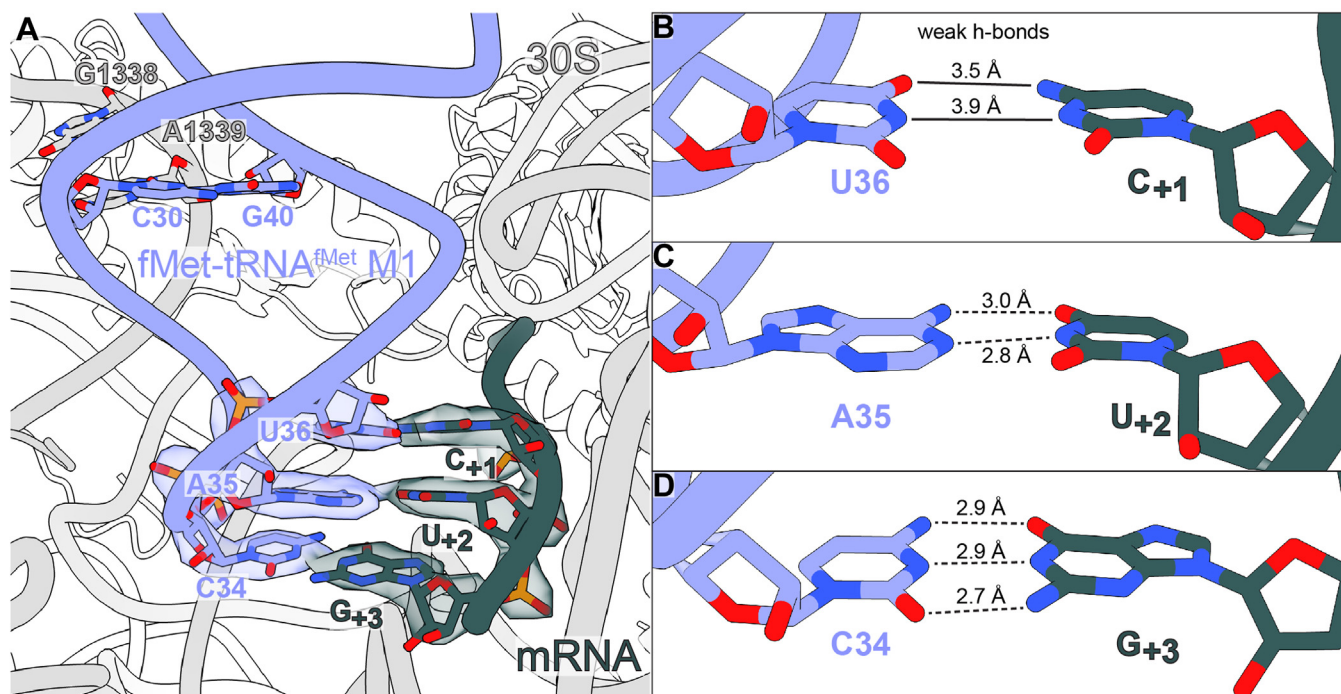 A
G1338
30S
A1339
C30
G40
fMet-tRNAfMet M1
U36
C+1
A35
U+2
C34
G+3
mRNA
B
weak h-bonds
3.5 Å
3.9 Å
U36
C+1
C
3.0 Å
2.8 Å
A35
U+2
D
2.9 Å
2.9 Å
2.7 Å
C34
G+3